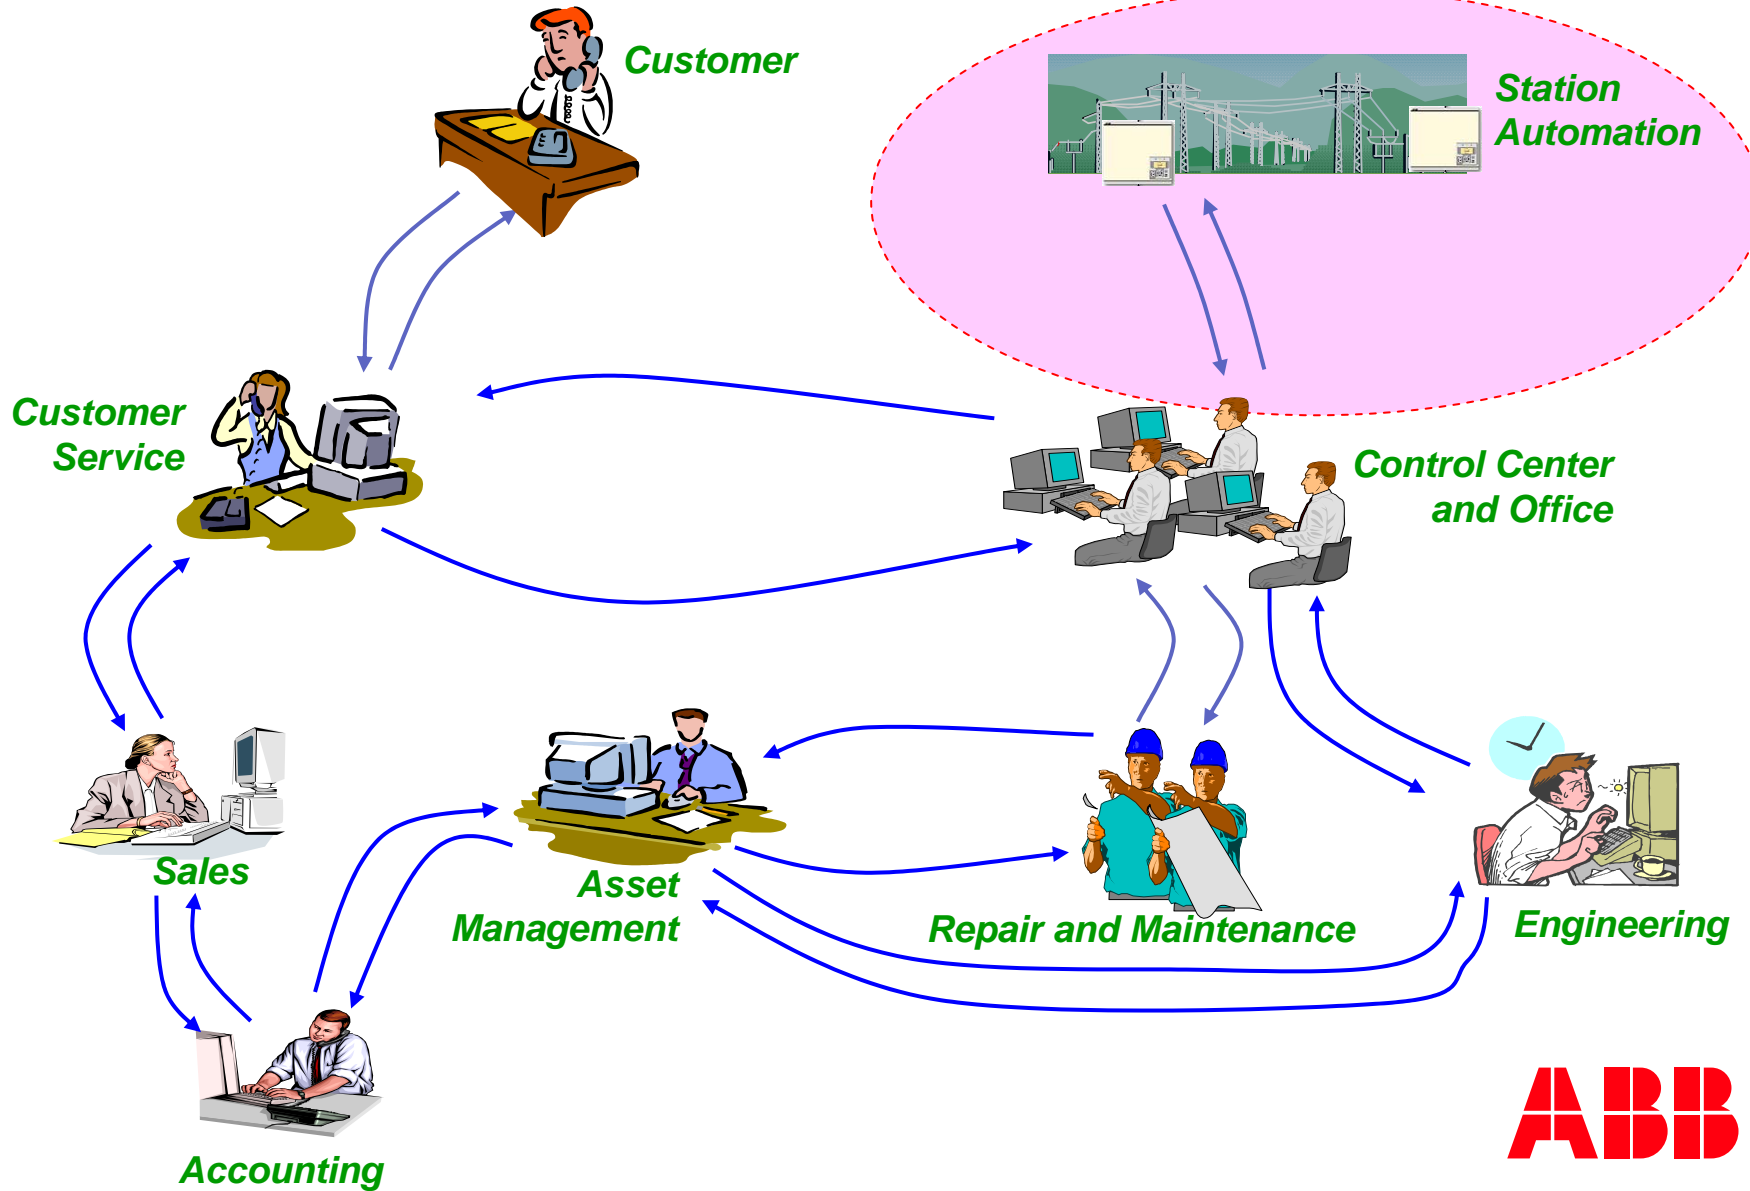 Customer
Station
Automation
Customer
Service
Control Center
and Office
Sales
Asset
Management
Repair and Maintenance
Engineering
Accounting
ABB